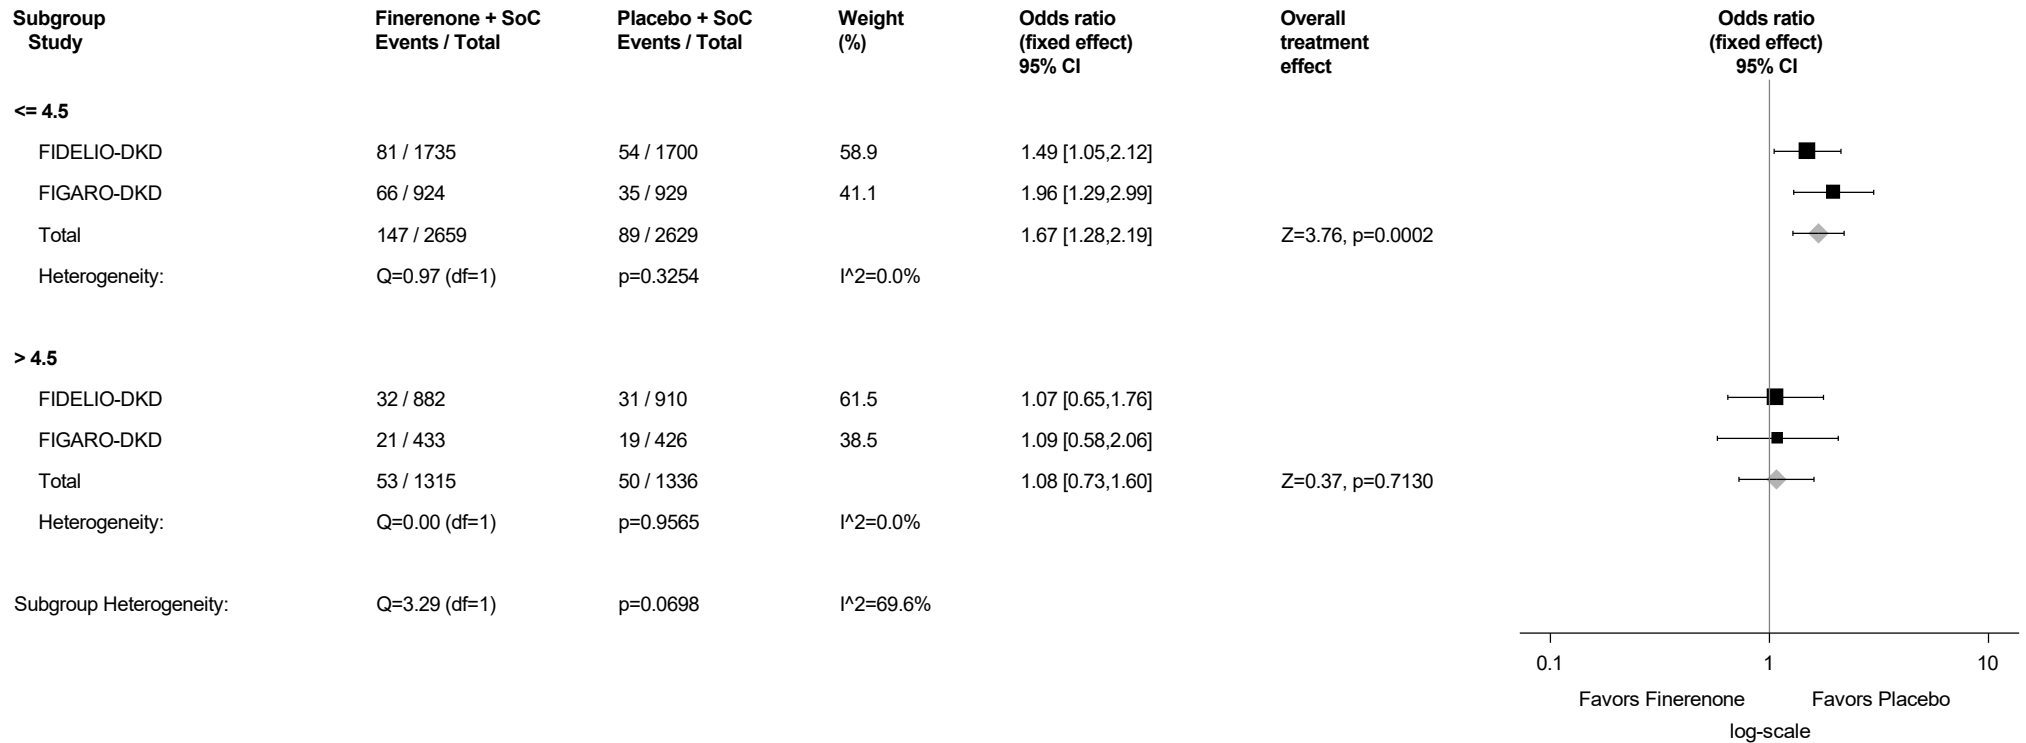 Subgroup Finerenone + SoC Placebo + SoC Weight Odds ratio Overall Odds ratio
Study Events / Total Events / Total (%) (fixed effect) treatment (fixed effect)
95% CI effect 95% CI
<= 4.5
FIDELIO-DKD 81 / 1735 54 / 1700 58.9 1.49 [1.05,2.12]
FIGARO-DKD 66 / 924 35 / 929 41.1 1.96 [1.29,2.99]
Total 147 / 2659 89 / 2629 1.67 [1.28,2.19] Z=3.76, p=0.0002
Heterogeneity: Q=0.97 (df=1) p=0.3254 I^2=0.0%
> 4.5
FIDELIO-DKD 32 / 882 31 / 910 61.5 1.07 [0.65,1.76]
FIGARO-DKD 21 / 433 19 / 426 38.5 1.09 [0.58,2.06]
Total 53 / 1315 50 / 1336 1.08 [0.73,1.60] Z=0.37, p=0.7130
Heterogeneity: Q=0.00 (df=1) p=0.9565 I^2=0.0%
Subgroup Heterogeneity: Q=3.29 (df=1) p=0.0698 I^2=69.6%
0.1 1 10
Favors Finerenone Favors Placebo
log-scale